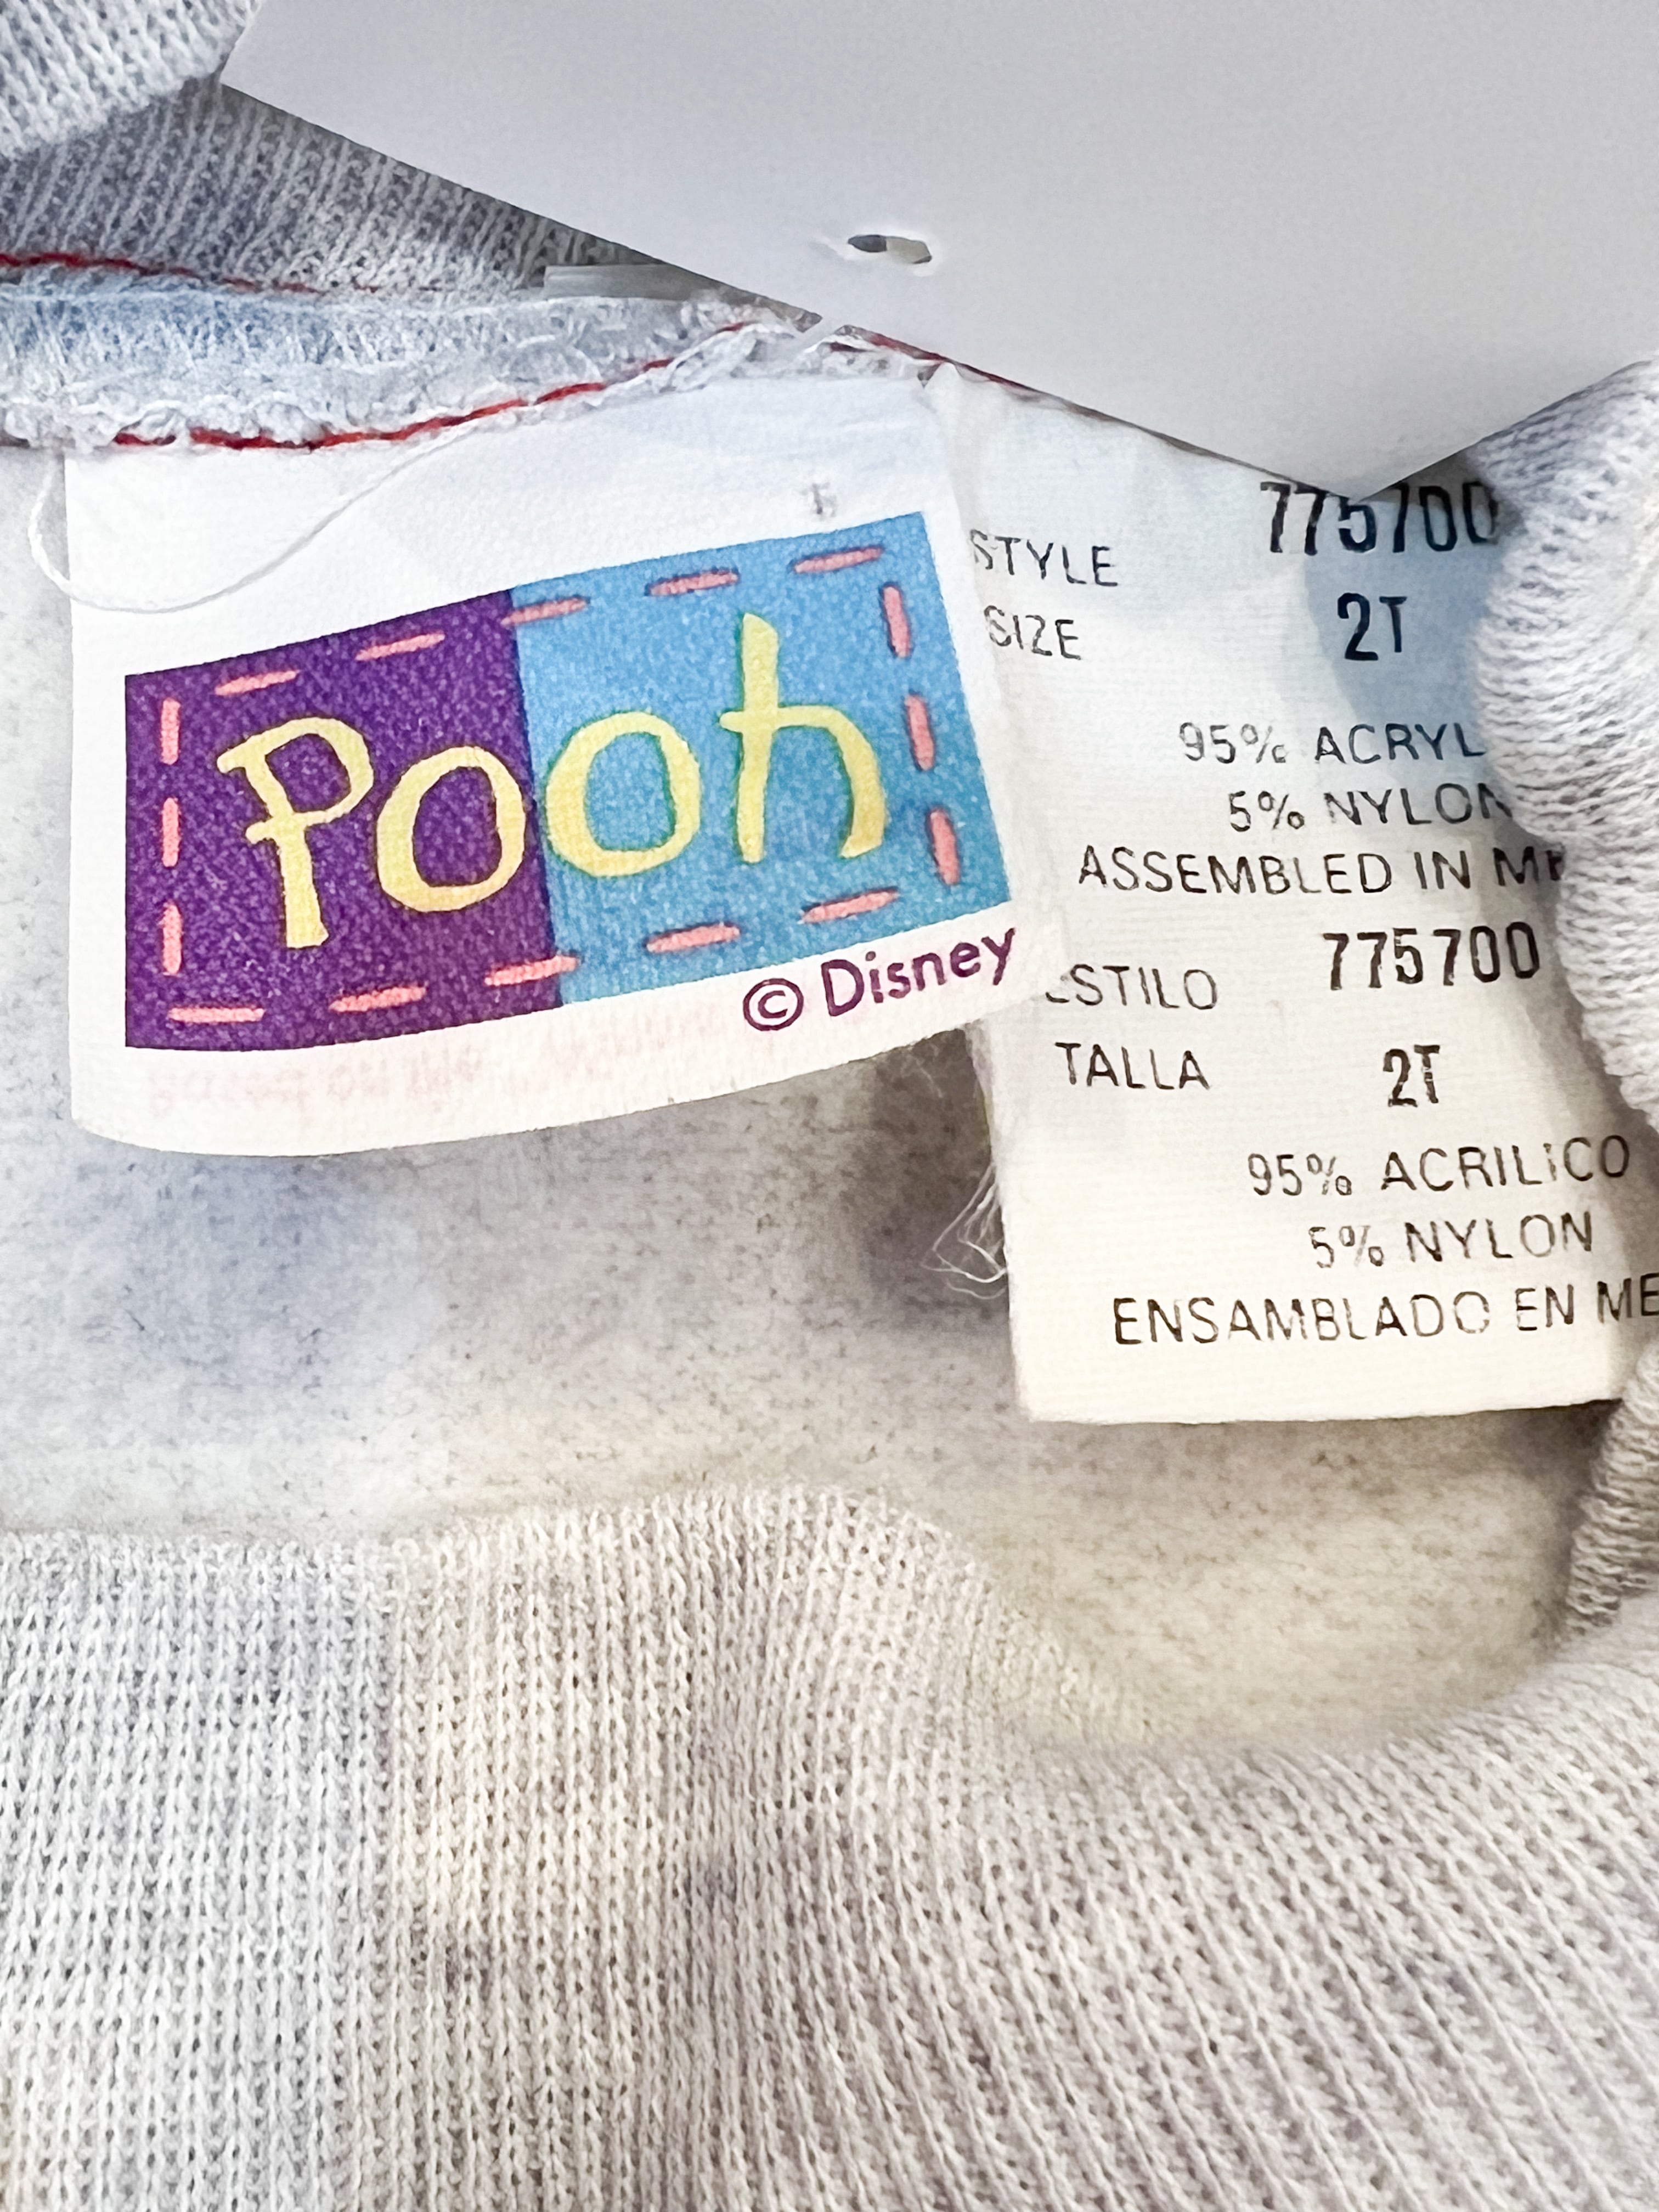 Pooh
© Disney
STYLE 775700
SIZE 2T
95% ACRYL
5% NYLON
ASSEMBLED IN ME
ESTILO 775700
TALLA 2T
95% ACRILICO
5% NYLON
ENSAMBLADO EN ME